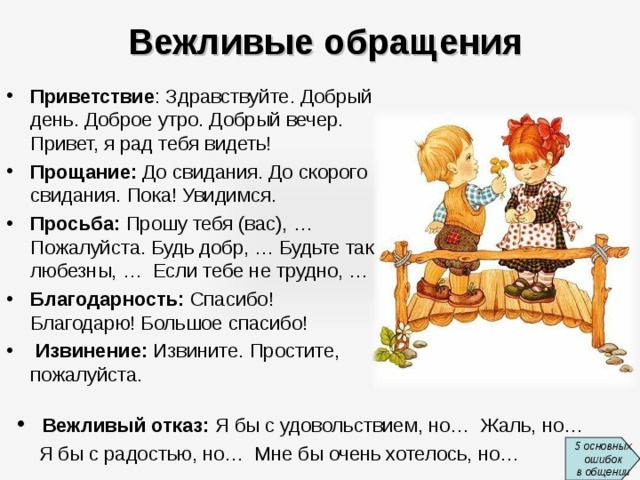 Вежливые обращения
• Приветствие: Здравствуйте. Добрый
день. Доброе утро. Добрый вечер.
Привет, я рад тебя видеть!
• Прощание: До свидания. До скорого
свидания. Пока! Увидимся.
• Просьба: Прошу тебя (вас), …
Пожалуйста. Будь добр, … Будьте так
любезны, … Если тебе не трудно, …
• Благодарность: Спасибо!
Благодарю! Большое спасибо!
• Извинение: Извините. Простите,
пожалуйста.
• Вежливый отказ: Я бы с удовольствием, но… Жаль, но…
Я бы с радостью, но… Мне бы очень хотелось, но…
5 основных
ошибок
в общении